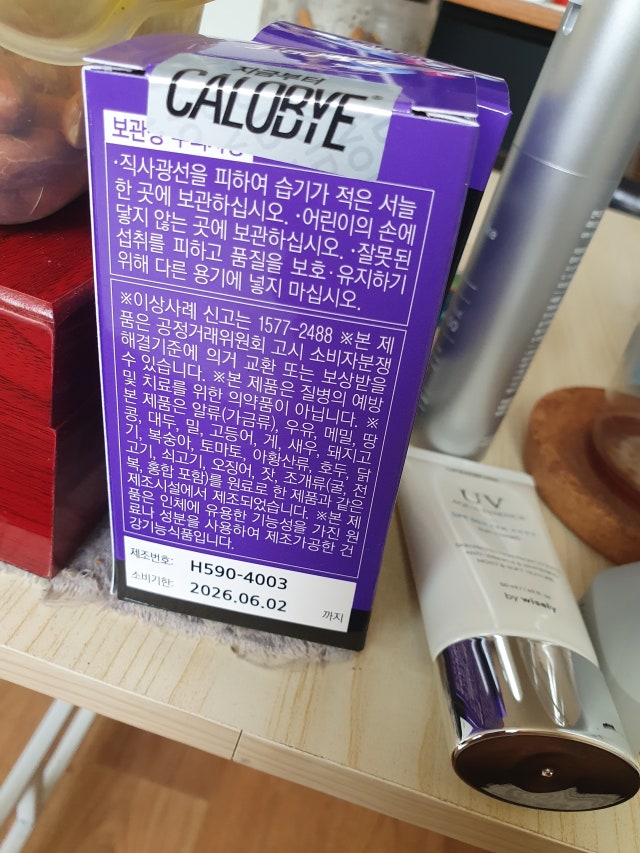 지금부터
CALOBYE
보관상
·직사광선을 피하여 습기가 적은 서늘
한 곳에 보관하십시오. ·어린이의 손에
닿지 않는 곳에 보관하십시오. ·잘못된
섭취를 피하고 품질을 보호·유지하기
위해 다른 용기에 넣지 마십시오.
※이상사례 신고는 1577-2488 ※본 제
품은 공정거래위원회 고시 소비자분쟁
해결기준에 의거 교환 또는 보상받을
수 있습니다. ※본 제품은 질병의 예방
및 치료를 위한 의약품이 아닙니다. ※
본 제품은 알류(가금류), 우유, 메밀, 땅
콩, 대두, 밀, 고등어, 게, 새우, 돼지고
기, 복숭아, 토마토, 아황산류, 호두, 닭
고기, 쇠고기, 오징어, 잣, 조개류(굴, 전
복, 홍합 포함)를 원료로 한 제품과 같은
제조시설에서 제조되었습니다. ※본 제
품은 인체에 유용한 기능성을 가진 원
료나 성분을 사용하여 제조가공한 건
강기능식품입니다.
제조번호: H590-4003
소비기한: 2026.06.02 까지
UV
by wisely